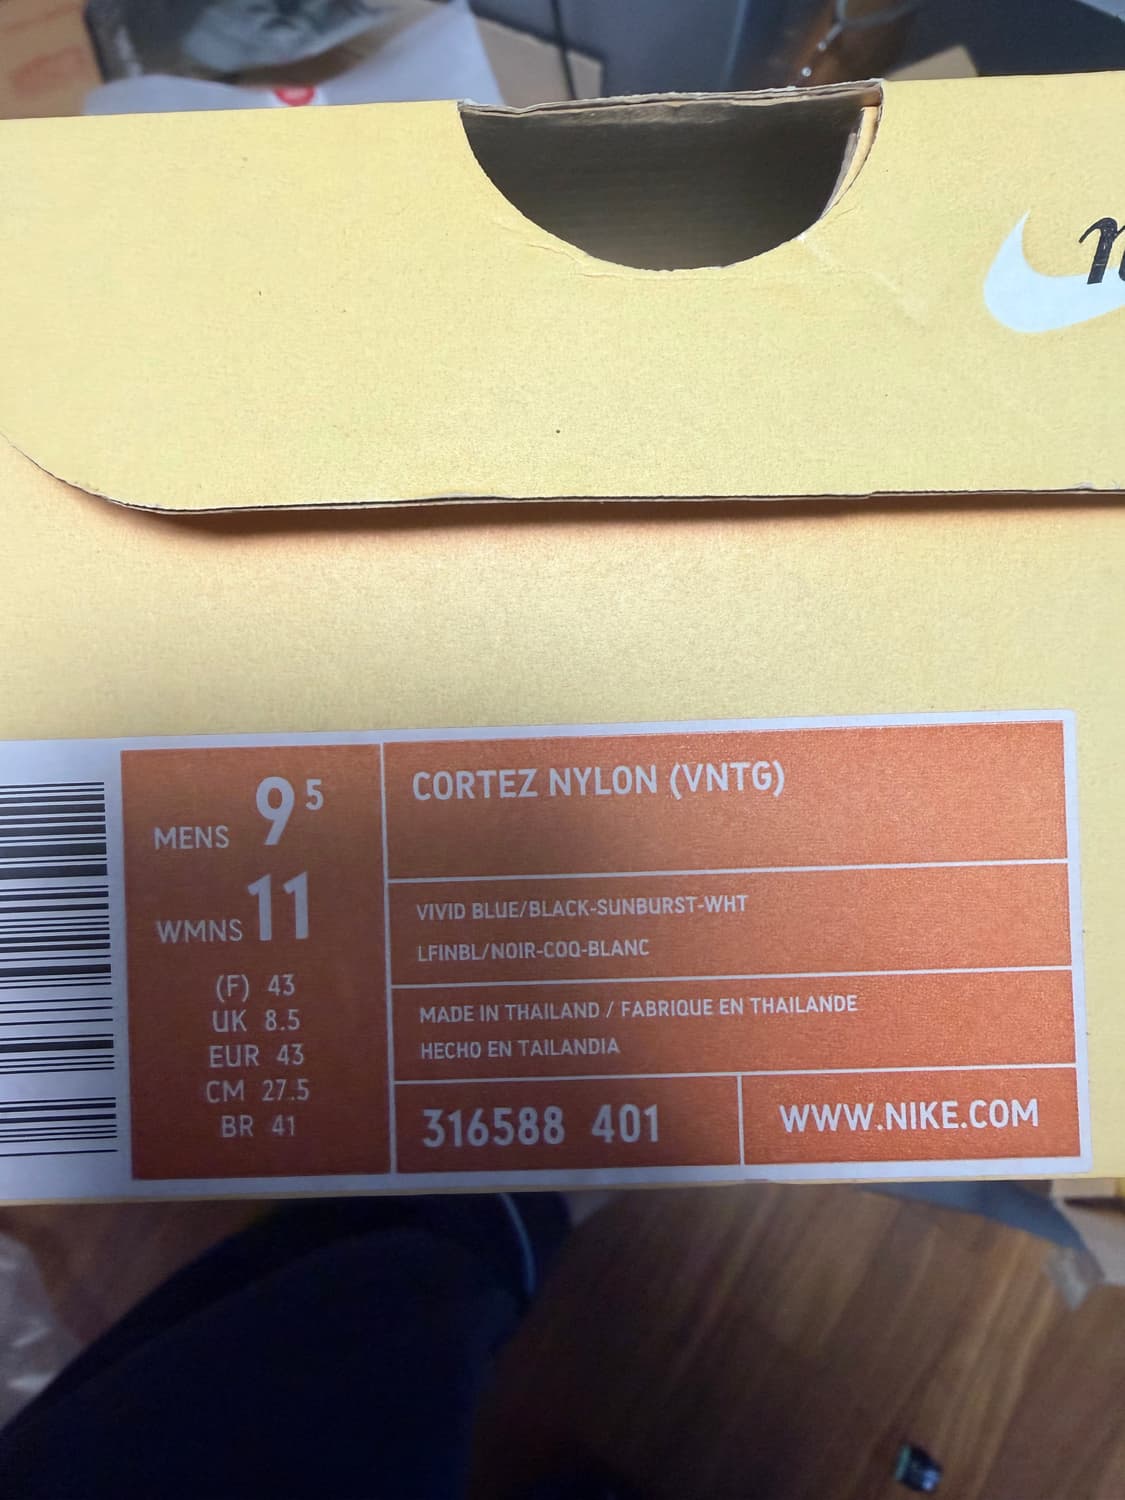 MENS 9 5
WMNS 11
(F) 43
UK 8.5
EUR 43
CM 27.5
BR 41
CORTEZ NYLON (VNTG)
VIVID BLUE/BLACK-SUNBURST-WHT
LFINBL/NOIR-COQ-BLANC
MADE IN THAILAND / FABRIQUE EN THAILANDE
HECHO EN TAILANDIA
316588 401
WWW.NIKE.COM